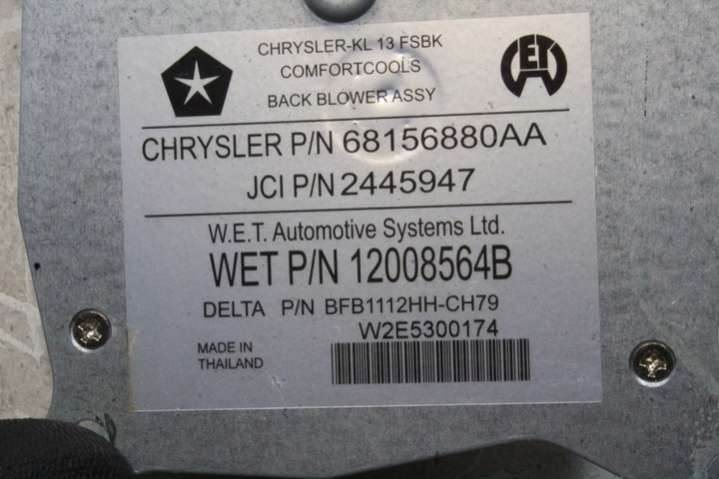 CHRYSLER-KL 13 FSBK
COMFORTCOOLS
BACK BLOWER ASSY
WET
CHRYSLER P/N 68156880AA
JCI P/N 2445947
W.E.T. Automotive Systems Ltd.
WET P/N 12008564B
DELTA P/N BFB1112HH-CH79
W2E5300174
MADE IN
THAILAND